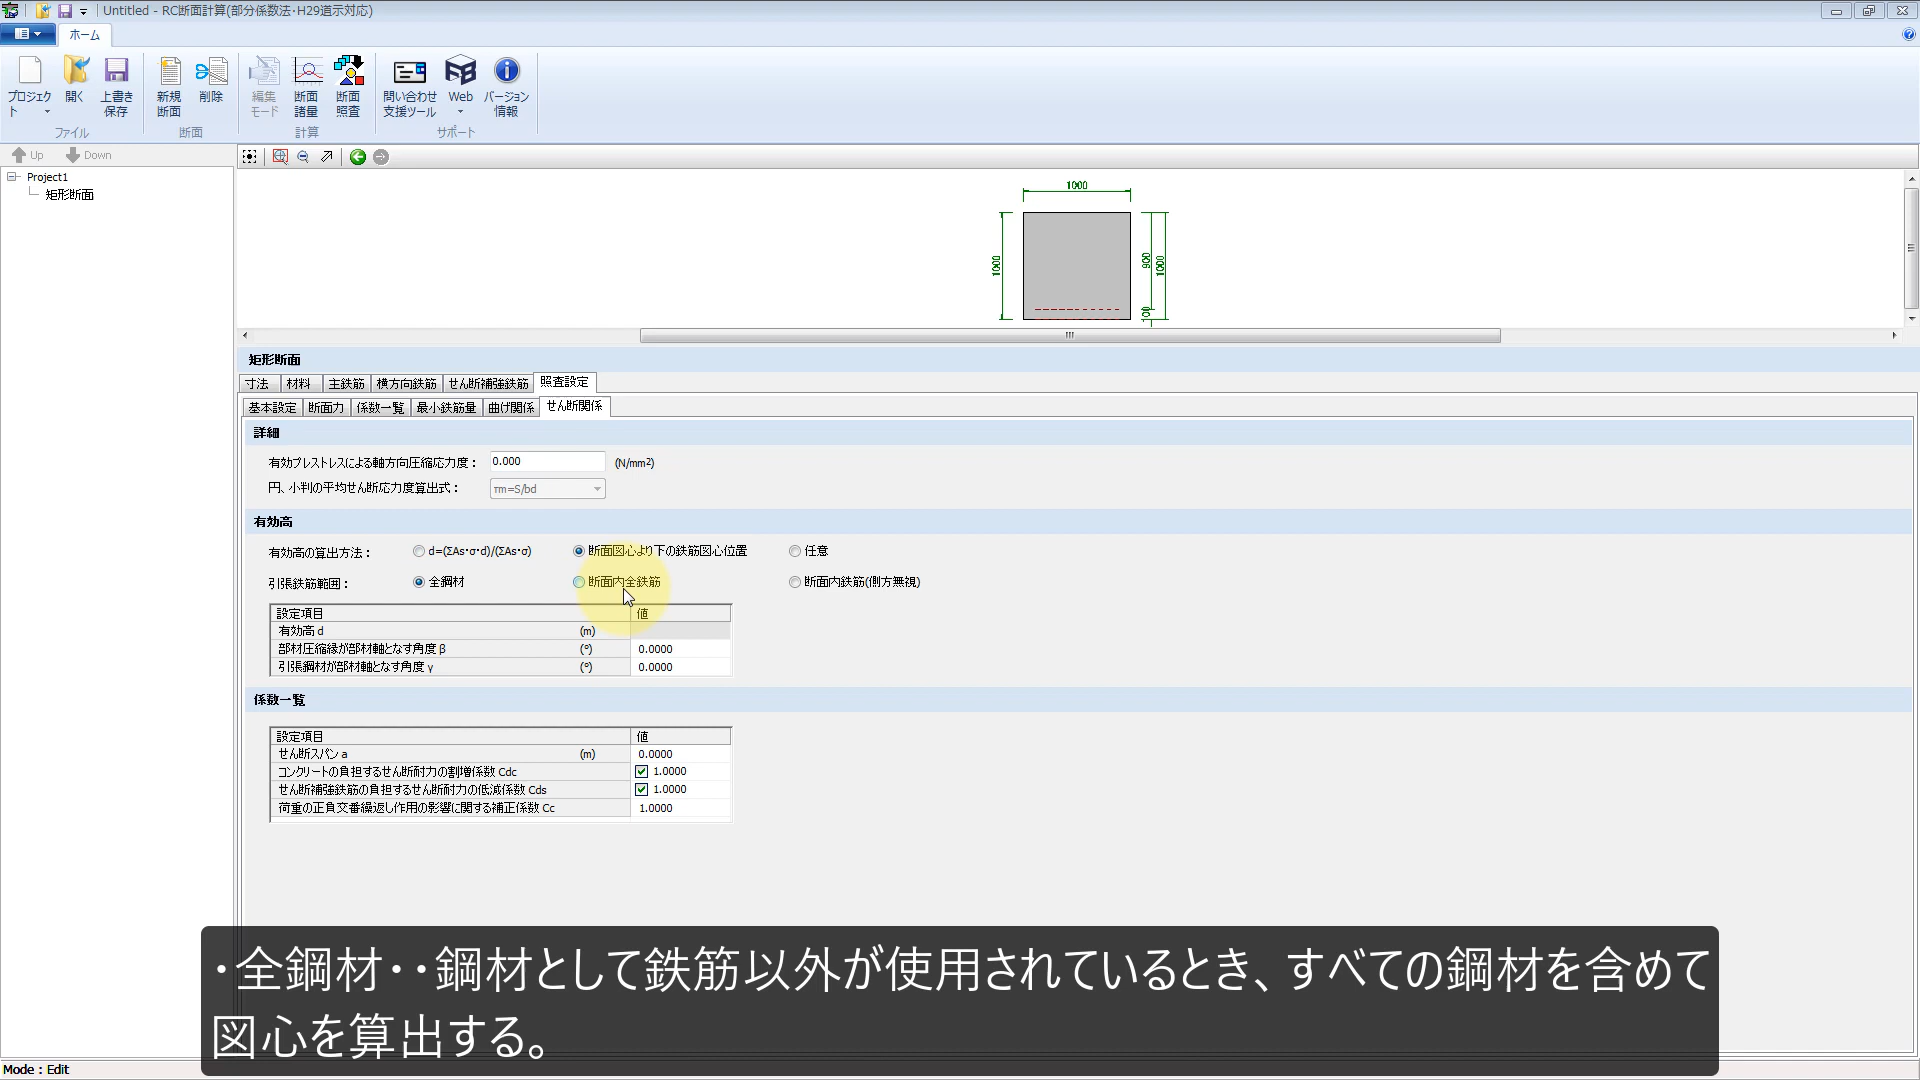 Untitled - RC断面計算(部分係数法・H29道示対応)
ホーム
プロジェクト 開く 上書き保存 新規断面 削除 編集モード 断面諸量 断面照査 問い合わせ支援ツール Web バージョン情報
ファイル 断面 計算 サポート
Up Down
Project1
矩形断面
1000
1000
900
1000
100
矩形断面
寸法 材料 主鉄筋 横方向鉄筋 せん断補強鉄筋 照査設定
基本設定 断面力 係数一覧 最小鉄筋量 曲げ関係 せん断関係
詳細
有効プレストレスによる軸方向圧縮応力度: 0.000 (N/mm2)
円、小判の平均せん断応力度算出式: τm=S/bd
有効高
有効高の算出方法: d=(ΣAs・σ・d)/(ΣAs・σ) 断面図心より下の鉄筋図心位置 任意
引張鉄筋範囲: 全鋼材 断面内全鉄筋 断面内鉄筋(側方無視)
設定項目 値
有効高 d (m)
部材圧縮縁が部材軸となす角度 β (°) 0.0000
引張鋼材が部材軸となす角度 γ (°) 0.0000
係数一覧
設定項目 値
せん断スパン a (m) 0.0000
コンクリートの負担するせん断耐力の割増係数 Cdc 1.0000
せん断補強鉄筋の負担するせん断耐力の低減係数 Cds 1.0000
荷重の正負交番繰返し作用の影響に関する補正係数 Cc 1.0000
・全鋼材・・鋼材として鉄筋以外が使用されているとき、すべての鋼材を含めて
図心を算出する。
Mode : Edit